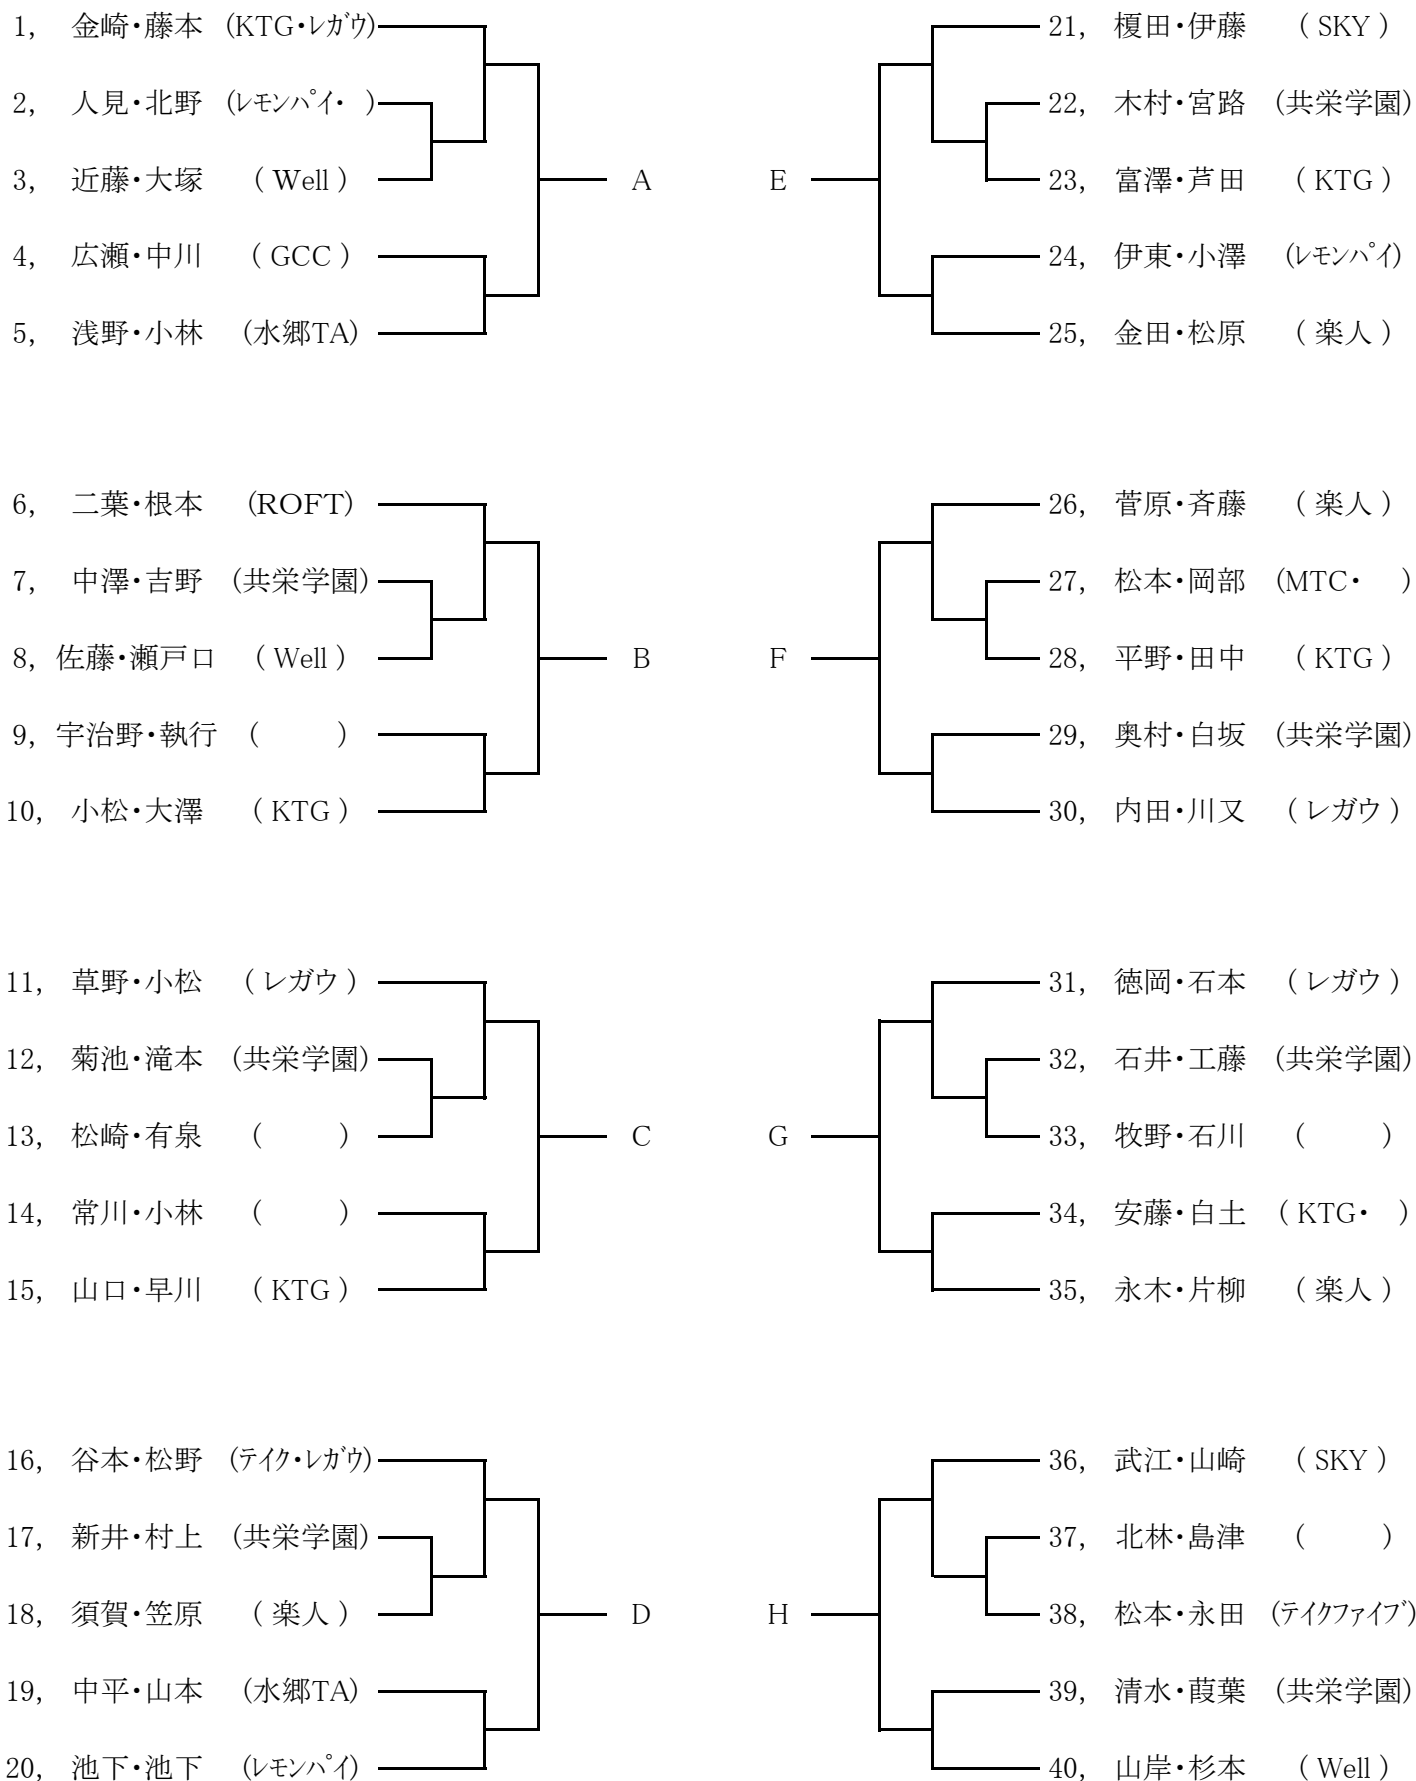 1, 金崎・藤本 (KTG・レガウ)
2, 人見・北野 (レモンパイ・ )
3, 近藤・大塚 ( Well )
4, 広瀬・中川 ( GCC )
5, 浅野・小林 (水郷TA)
A
6, 二葉・根本 (ROFT)
7, 中澤・吉野 (共栄学園)
8, 佐藤・瀬戸口 ( Well )
9, 宇治野・執行 ( )
10, 小松・大澤 ( KTG )
B
11, 草野・小松 ( レガウ )
12, 菊池・滝本 (共栄学園)
13, 松崎・有泉 ( )
14, 常川・小林 ( )
15, 山口・早川 ( KTG )
C
16, 谷本・松野 (テイク・レガウ)
17, 新井・村上 (共栄学園)
18, 須賀・笠原 ( 楽人 )
19, 中平・山本 (水郷TA)
20, 池下・池下 (レモンパイ)
D
21, 榎田・伊藤 ( SKY )
22, 木村・宮路 (共栄学園)
23, 富澤・芦田 ( KTG )
24, 伊東・小澤 (レモンパイ)
25, 金田・松原 ( 楽人 )
E
26, 菅原・斉藤 ( 楽人 )
27, 松本・岡部 (MTC・ )
28, 平野・田中 ( KTG )
29, 奥村・白坂 (共栄学園)
30, 内田・川又 ( レガウ )
F
31, 徳岡・石本 ( レガウ )
32, 石井・工藤 (共栄学園)
33, 牧野・石川 ( )
34, 安藤・白土 ( KTG・ )
35, 永木・片柳 ( 楽人 )
G
36, 武江・山崎 ( SKY )
37, 北林・島津 ( )
38, 松本・永田 (テイクファイブ)
39, 清水・葭葉 (共栄学園)
40, 山岸・杉本 ( Well )
H